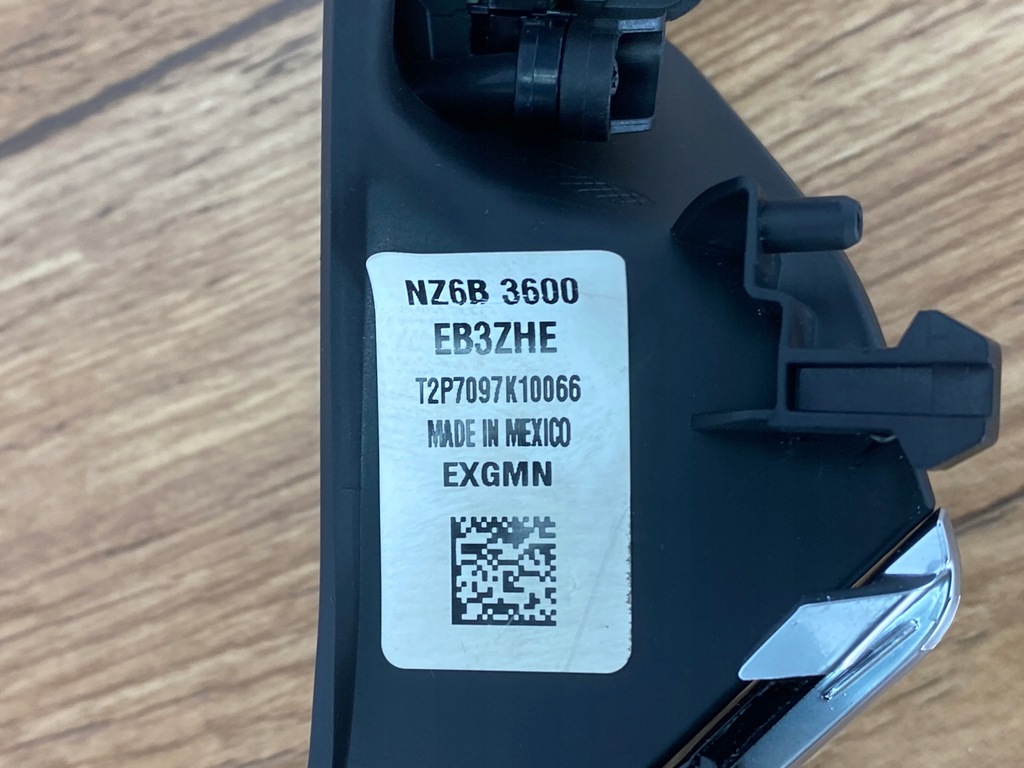 NZ6B 3600
EB3ZHE
T2P7097K10066
MADE IN MEXICO
EXGMN